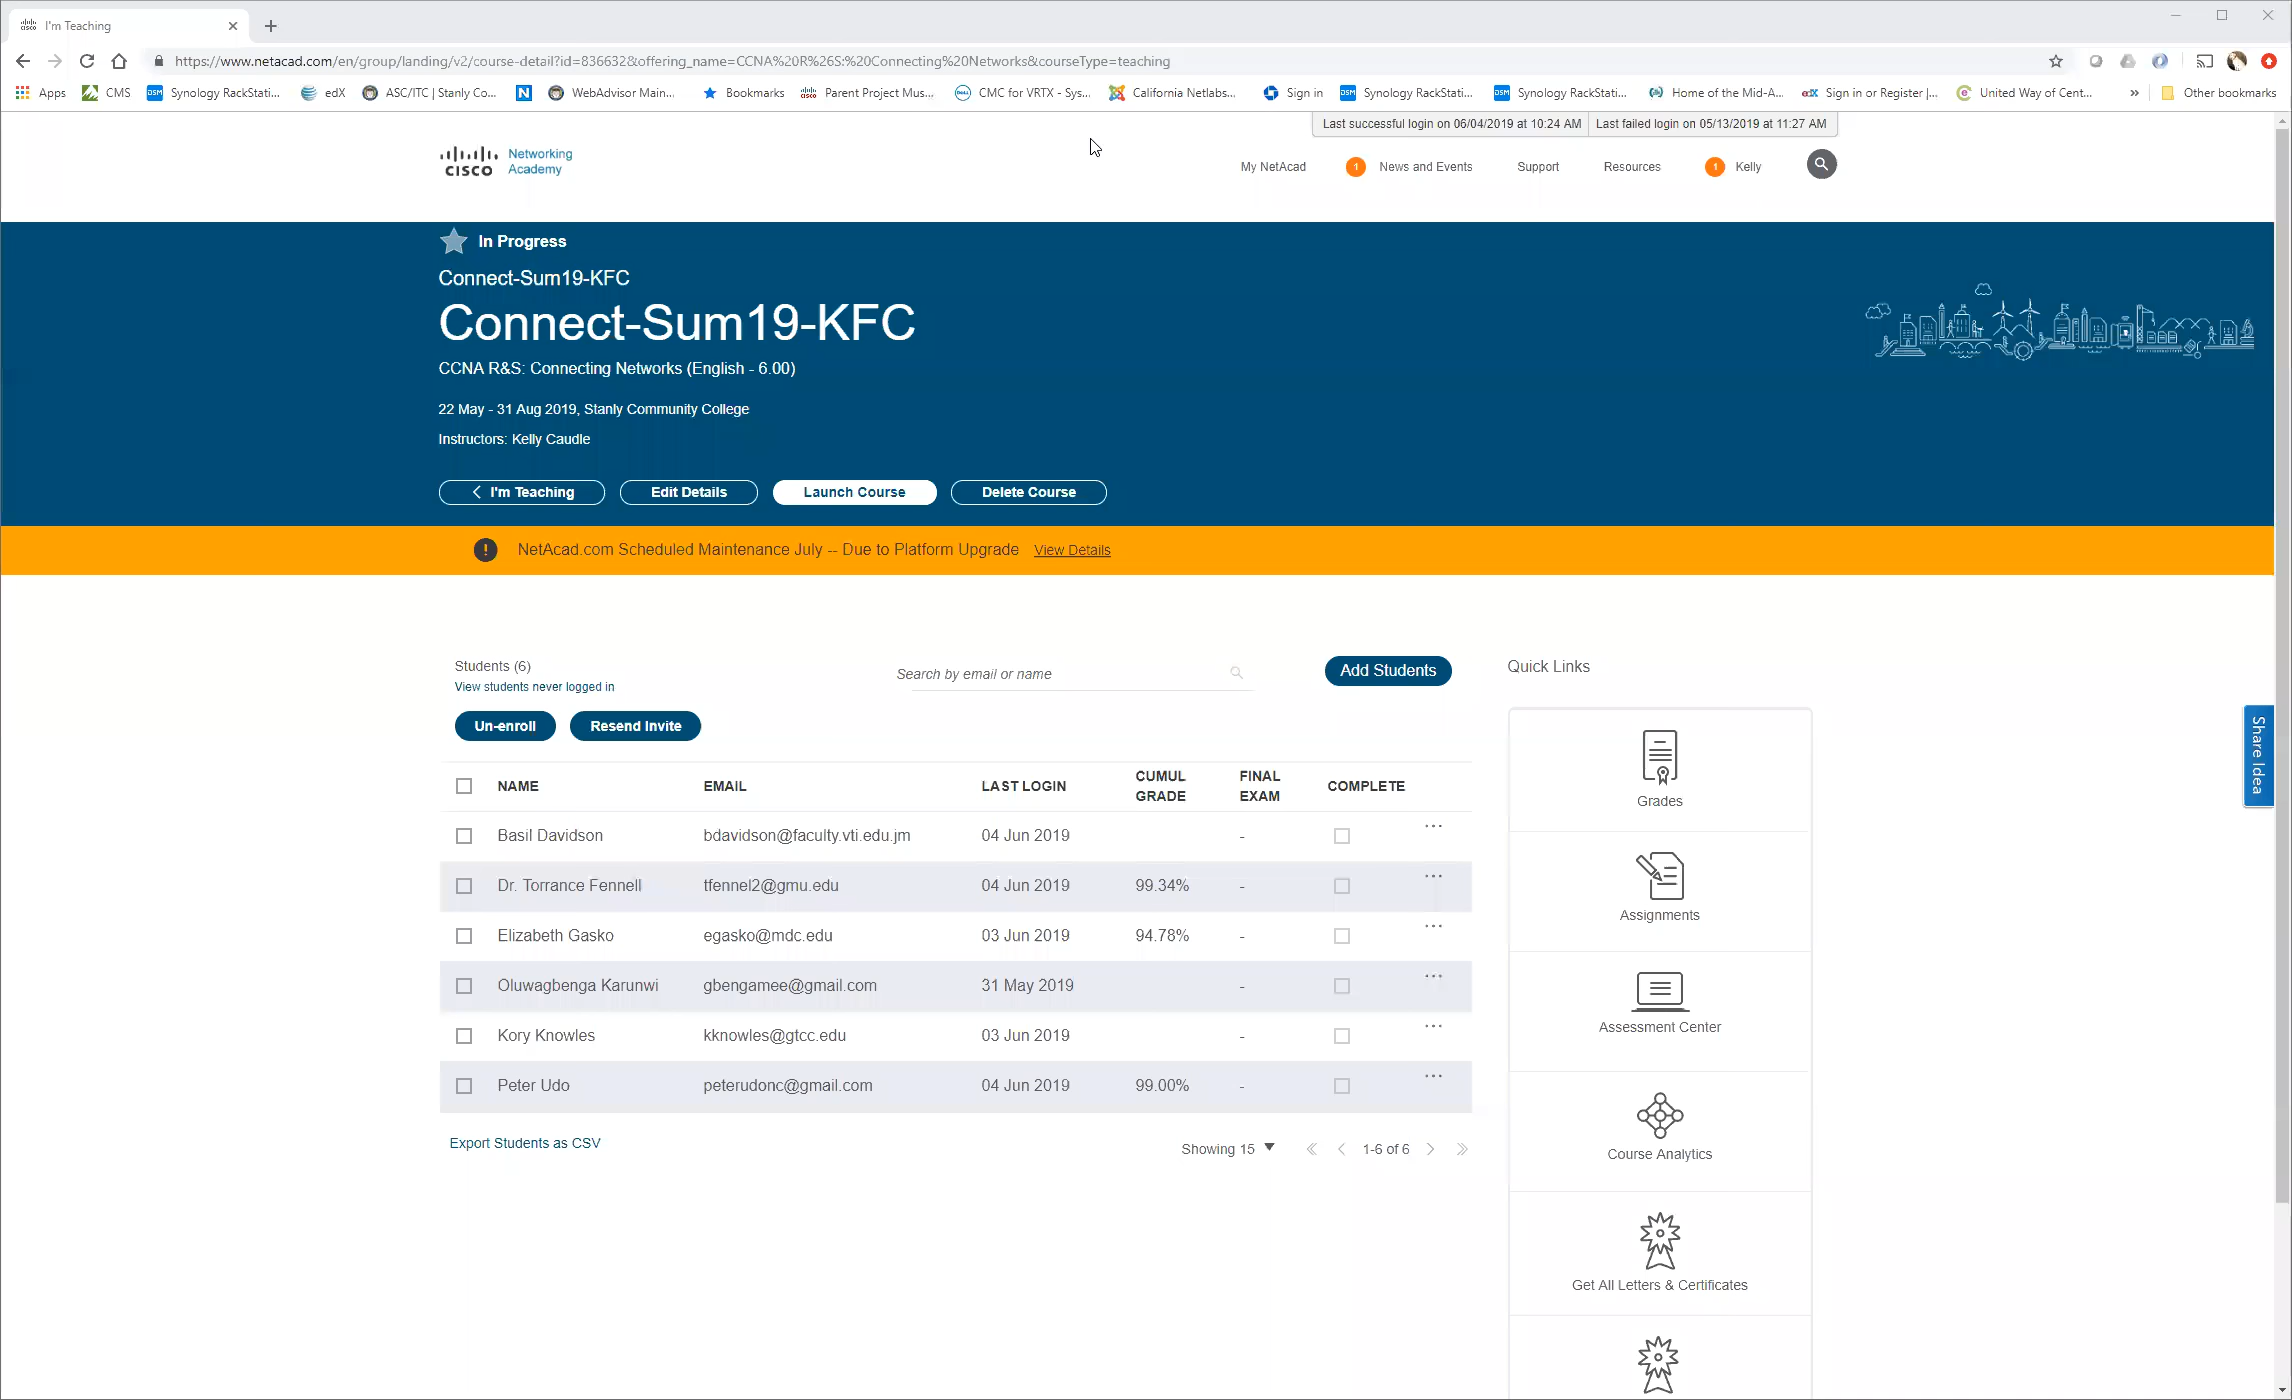 I'm Teaching
https://www.netacad.com/en/group/landing/v2/course-detail?id=836632&offering_name=CCNA%20R%26S:%20Connecting%20Networks&courseType=teaching
Apps CMS Synology RackStati... edX ASC/ITC | Stanly Co... N WebAdvisor Main... Bookmarks Parent Project Mus... CMC for VRTX - Sys... California Netlabs... Sign in Synology RackStati... Synology RackStati... Home of the Mid-A... Sign in or Register |... United Way of Cent... » Other bookmarks
Last successful login on 06/04/2019 at 10:24 AM Last failed login on 05/13/2019 at 11:27 AM
CISCO Networking Academy
My NetAcad 1 News and Events Support Resources 1 Kelly
In Progress
Connect-Sum19-KFC
Connect-Sum19-KFC
CCNA R&S: Connecting Networks (English - 6.00)
22 May - 31 Aug 2019, Stanly Community College
Instructors: Kelly Caudle
I'm Teaching Edit Details Launch Course Delete Course
! NetAcad.com Scheduled Maintenance July -- Due to Platform Upgrade View Details
Students (6)
View students never logged in
Search by email or name
Add Students
Un-enroll Resend Invite
NAME EMAIL LAST LOGIN CUMUL GRADE FINAL EXAM COMPLETE
Basil Davidson bdavidson@faculty.vti.edu.jm 04 Jun 2019 - ...
Dr. Torrance Fennell tfennel2@gmu.edu 04 Jun 2019 99.34% - ...
Elizabeth Gasko egasko@mdc.edu 03 Jun 2019 94.78% - ...
Oluwagbenga Karunwi gbengamee@gmail.com 31 May 2019 - ...
Kory Knowles kknowles@gtcc.edu 03 Jun 2019 - ...
Peter Udo peterudonc@gmail.com 04 Jun 2019 99.00% - ...
Export Students as CSV
Showing 15 1-6 of 6
Quick Links
Grades
Assignments
Assessment Center
Course Analytics
Get All Letters & Certificates
Share Idea